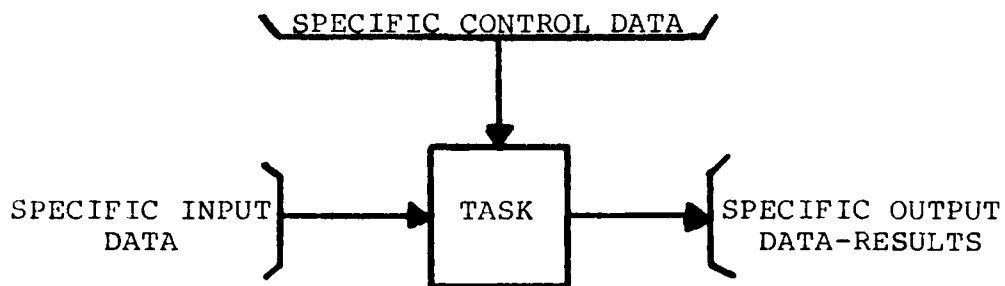 SPECIFIC CONTROL DATA
SPECIFIC INPUT
DATA
TASK
SPECIFIC OUTPUT
DATA-RESULTS